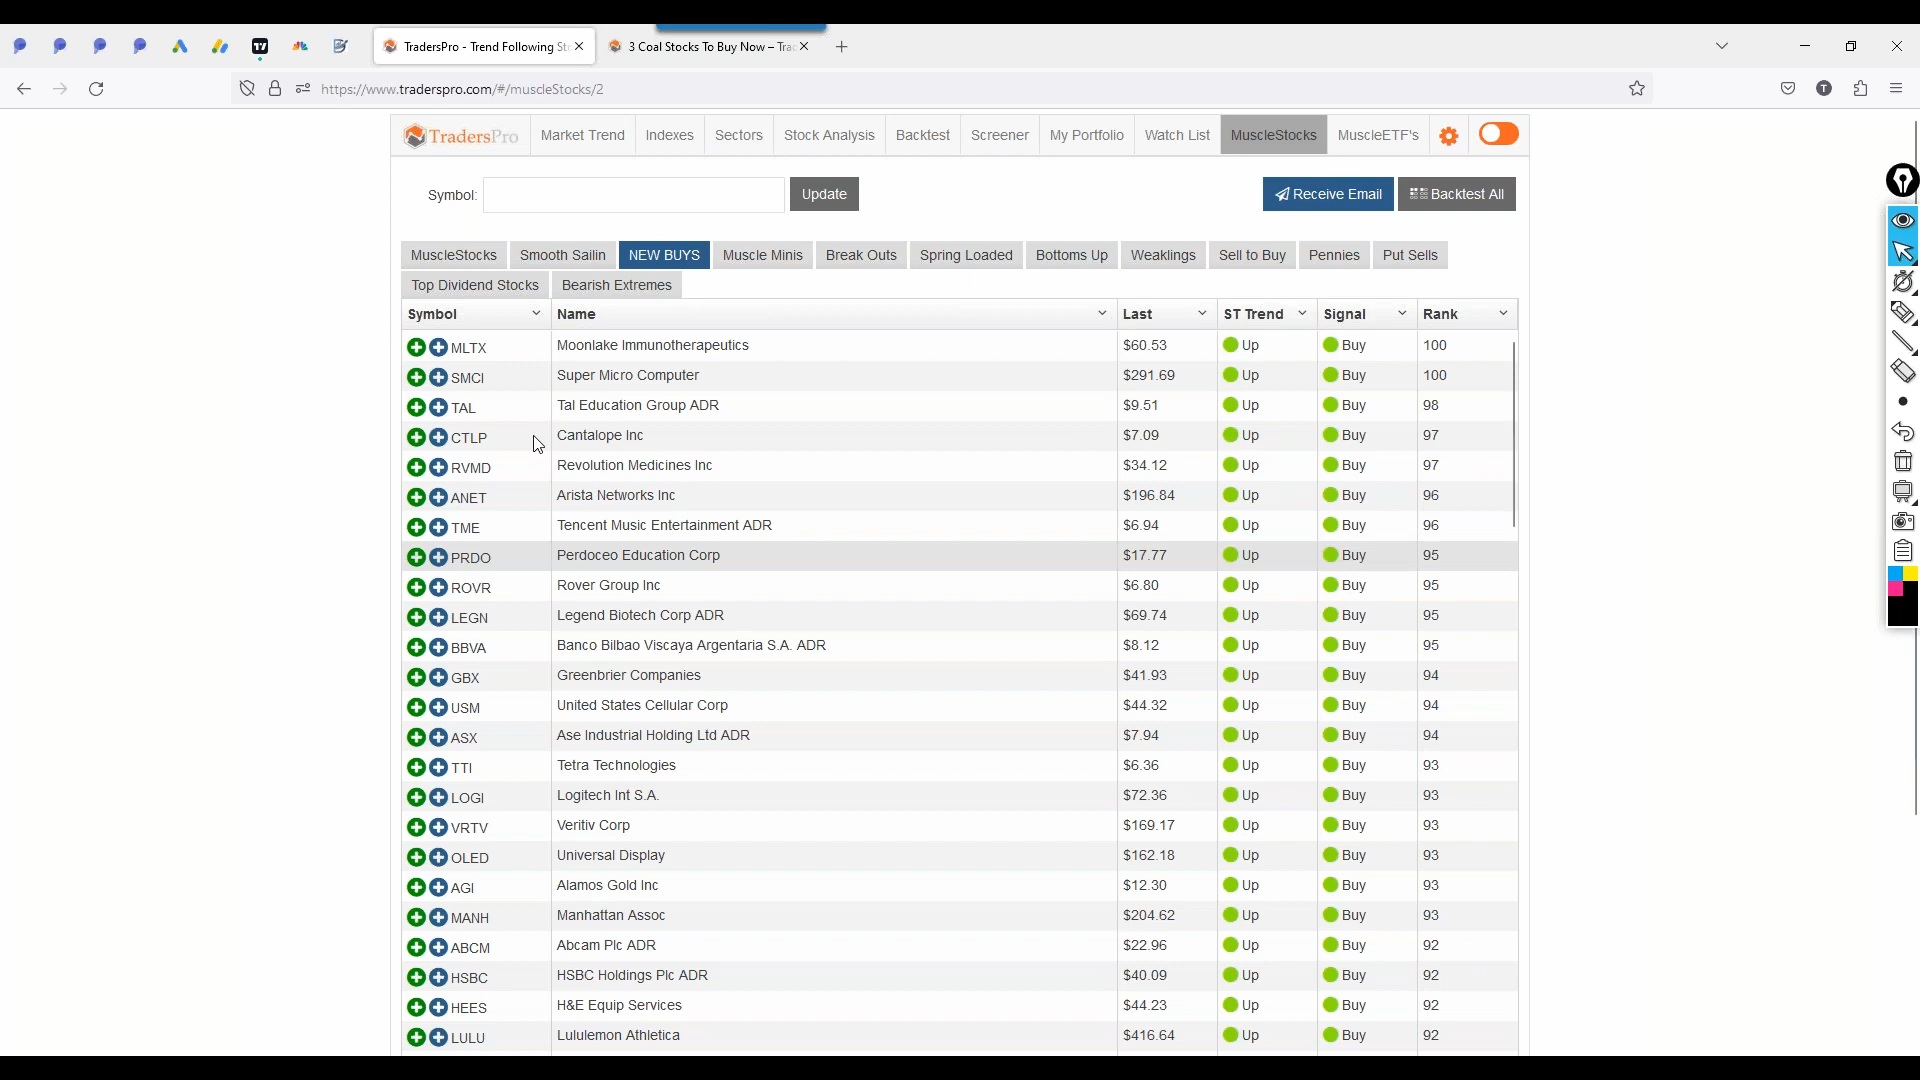 TradersPro - Trend Following St
3 Coal Stocks To Buy Now – Trad
https://www.traderspro.com/#/muscleStocks/2
TradersPro Market Trend Indexes Sectors Stock Analysis Backtest Screener My Portfolio Watch List MuscleStocks MuscleETF's
Symbol: Update Receive Email Backtest All
MuscleStocks Smooth Sailin NEW BUYS Muscle Minis Break Outs Spring Loaded Bottoms Up Weaklings Sell to Buy Pennies Put Sells
Top Dividend Stocks Bearish Extremes
Symbol Name Last ST Trend Signal Rank
MLTX Moonlake Immunotherapeutics $60.53 Up Buy 100
SMCI Super Micro Computer $291.69 Up Buy 100
TAL Tal Education Group ADR $9.51 Up Buy 98
CTLP Cantalope Inc $7.09 Up Buy 97
RVMD Revolution Medicines Inc $34.12 Up Buy 97
ANET Arista Networks Inc $196.84 Up Buy 96
TME Tencent Music Entertainment ADR $6.94 Up Buy 96
PRDO Perdoceo Education Corp $17.77 Up Buy 95
ROVR Rover Group Inc $6.80 Up Buy 95
LEGN Legend Biotech Corp ADR $69.74 Up Buy 95
BBVA Banco Bilbao Viscaya Argentaria S.A. ADR $8.12 Up Buy 95
GBX Greenbrier Companies $41.93 Up Buy 94
USM United States Cellular Corp $44.32 Up Buy 94
ASX Ase Industrial Holding Ltd ADR $7.94 Up Buy 94
TTI Tetra Technologies $6.36 Up Buy 93
LOGI Logitech Int S.A. $72.36 Up Buy 93
VRTV Veritiv Corp $169.17 Up Buy 93
OLED Universal Display $162.18 Up Buy 93
AGI Alamos Gold Inc $12.30 Up Buy 93
MANH Manhattan Assoc $204.62 Up Buy 93
ABCM Abcam Plc ADR $22.96 Up Buy 92
HSBC HSBC Holdings Plc ADR $40.09 Up Buy 92
HEES H&E Equip Services $44.23 Up Buy 92
LULU Lululemon Athletica $416.64 Up Buy 92